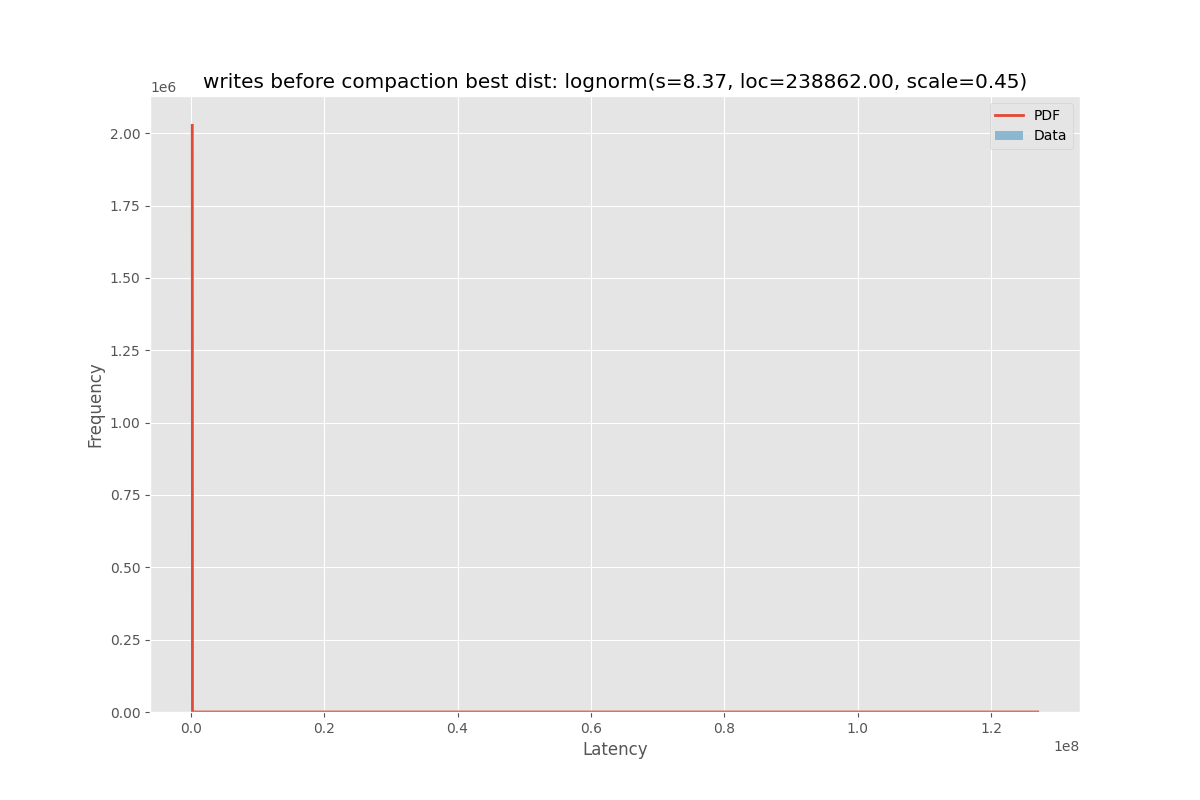 writes before compaction best dist: lognorm(s=8.37, loc=238862.00, scale=0.45)
1e6
PDF
Data
2.00
1.75
1.50
1.25
1.00
0.75
0.50
0.25
0.00
Frequency
0.0 0.2 0.4 0.6 0.8 1.0 1.2
1e8
Latency